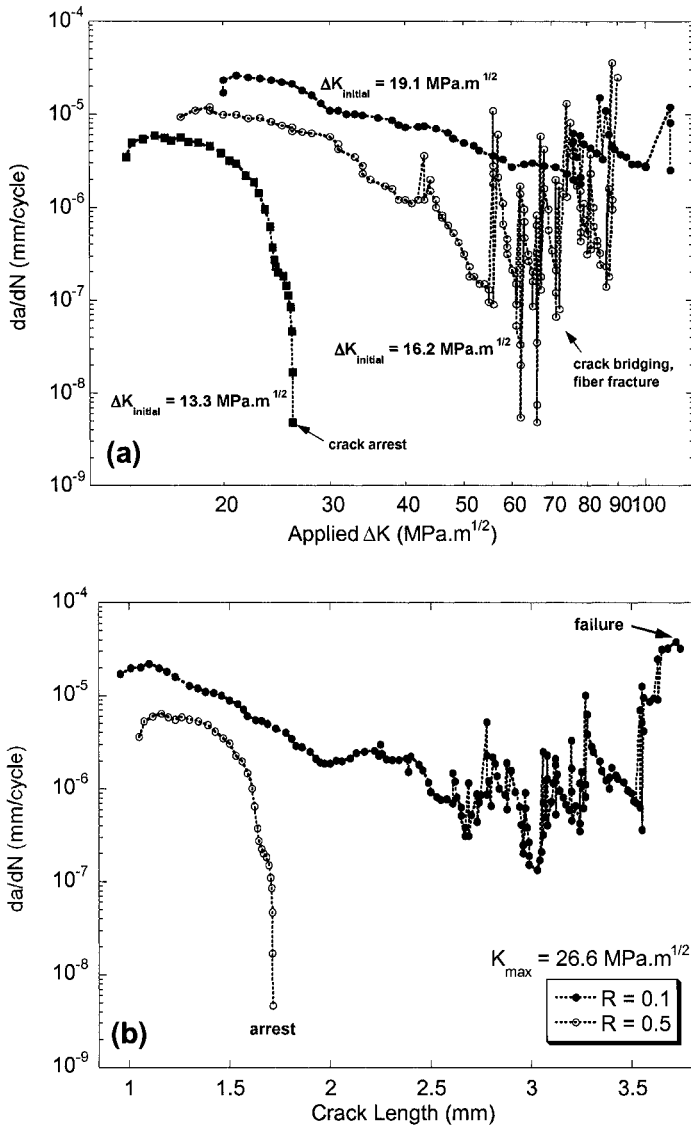 10⁻⁴
10⁻⁵
10⁻⁶
10⁻⁷
10⁻⁸
10⁻⁹
da/dN (mm/cycle)
ΔK_initial = 19.1 MPa.m^1/2
ΔK_initial = 16.2 MPa.m^1/2
ΔK_initial = 13.3 MPa.m^1/2
crack bridging,
fiber fracture
crack arrest
(a)
20 30 40 50 60 70 80 90 100
Applied ΔK (MPa.m^1/2)
10⁻⁴
10⁻⁵
10⁻⁶
10⁻⁷
10⁻⁸
10⁻⁹
da/dN (mm/cycle)
failure
K_max = 26.6 MPa.m^1/2
R = 0.1
R = 0.5
arrest
(b)
1 1.5 2 2.5 3 3.5
Crack Length (mm)